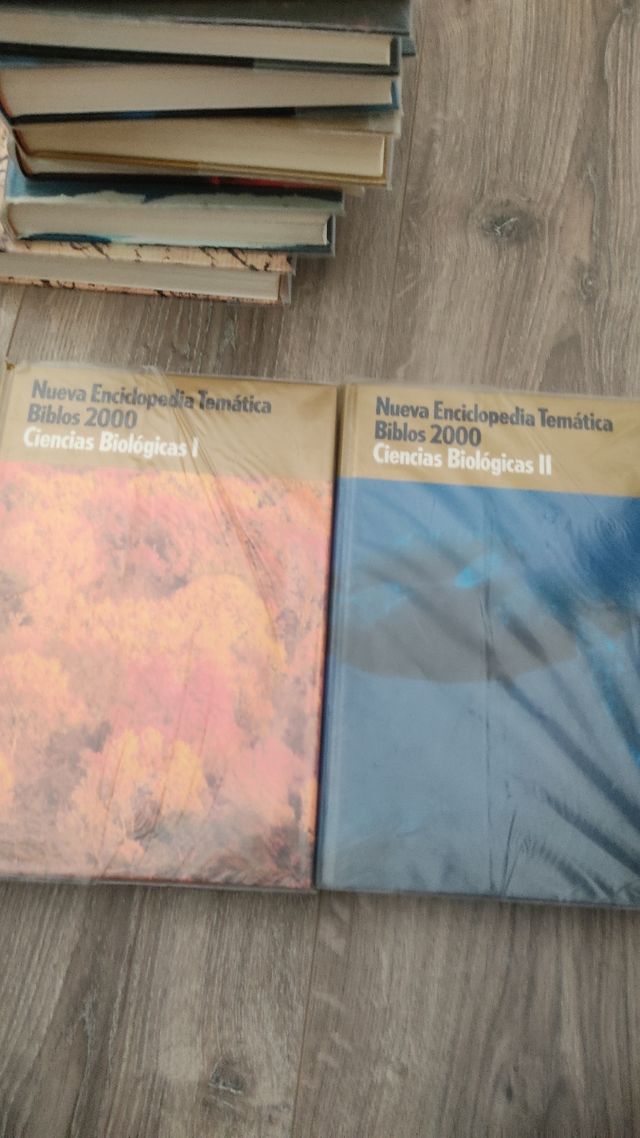 Nueva Enciclopedia Temática
Biblos 2000
Ciencias Biológicas I
Nueva Enciclopedia Temática
Biblos 2000
Ciencias Biológicas II